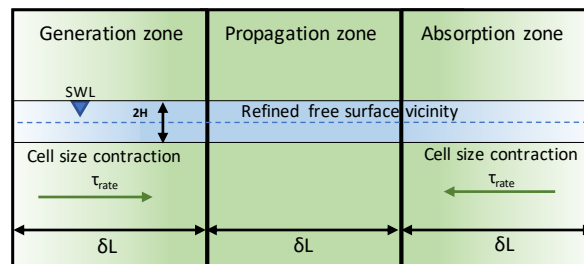 Generation zone
Propagation zone
Absorption zone
SWL
2H
Refined free surface vicinity
Cell size contraction
τrate
Cell size contraction
τrate
δL
δL
δL